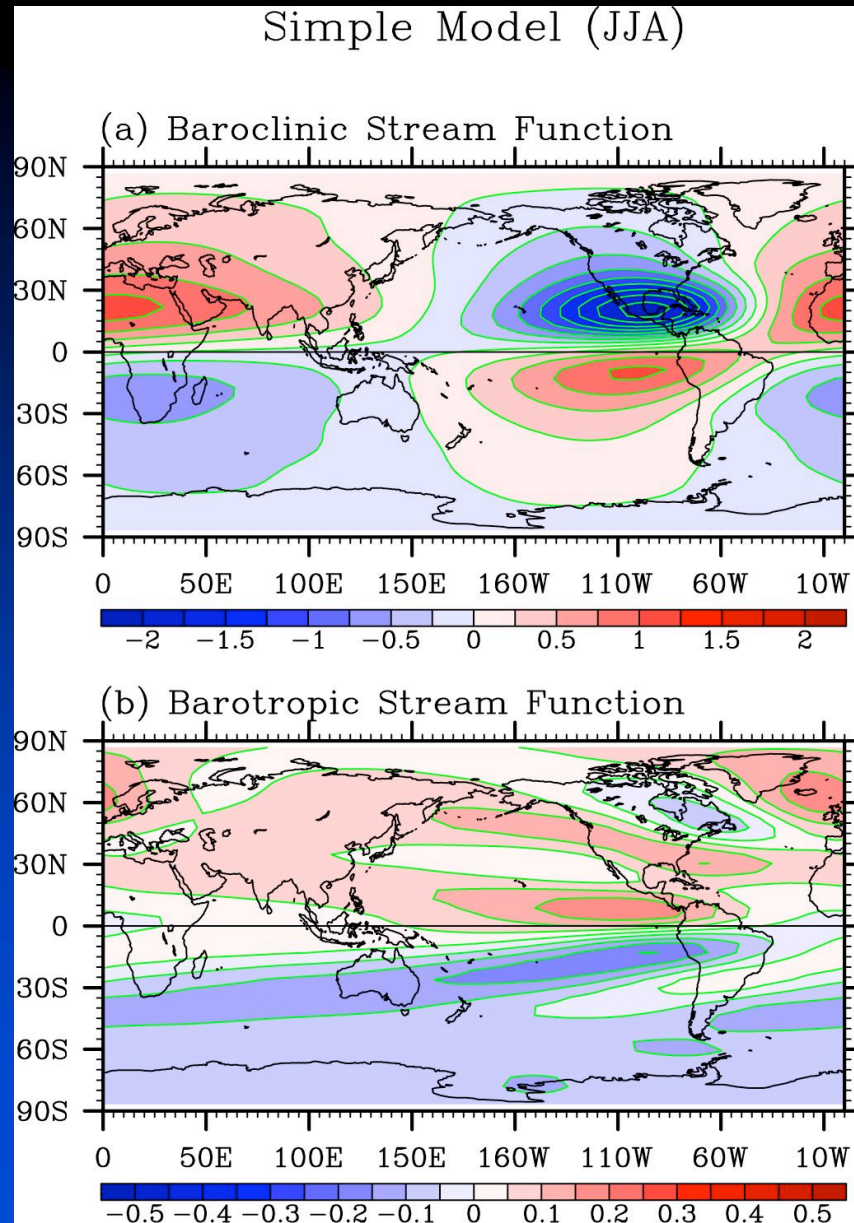 Simple Model (JJA)
(a) Baroclinic Stream Function
90N
60N
30N
0
30S
60S
90S
0 50E 100E 150E 160W 110W 60W 10W
−2 −1.5 −1 −0.5 0 0.5 1 1.5 2
(b) Barotropic Stream Function
90N
60N
30N
0
30S
60S
90S
0 50E 100E 150E 160W 110W 60W 10W
−0.5 −0.4 −0.3 −0.2 −0.1 0 0.1 0.2 0.3 0.4 0.5